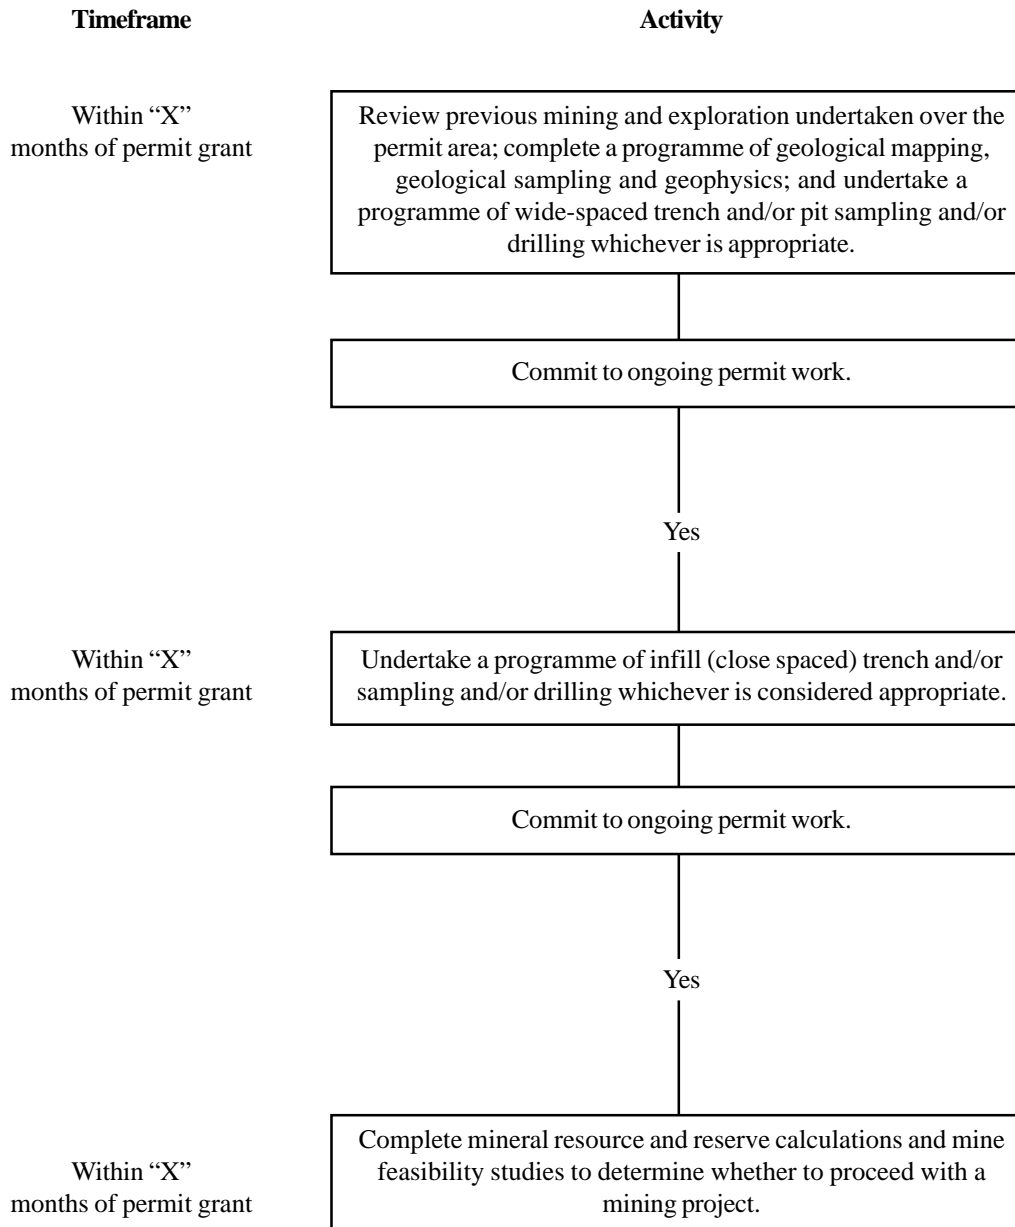 Timeframe
Activity
Within “X”
months of permit grant
Review previous mining and exploration undertaken over the
permit area; complete a programme of geological mapping,
geological sampling and geophysics; and undertake a
programme of wide-spaced trench and/or pit sampling and/or
drilling whichever is appropriate.
Commit to ongoing permit work.
Yes
Within “X”
months of permit grant
Undertake a programme of infill (close spaced) trench and/or
sampling and/or drilling whichever is considered appropriate.
Commit to ongoing permit work.
Yes
Within “X”
months of permit grant
Complete mineral resource and reserve calculations and mine
feasibility studies to determine whether to proceed with a
mining project.